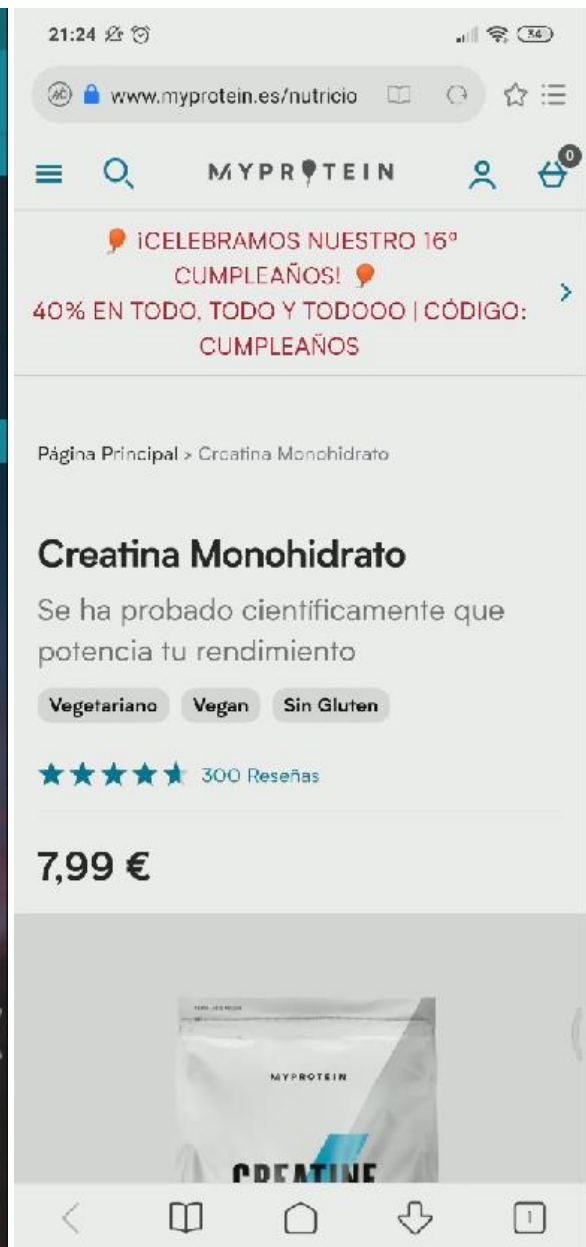 21:24
34
www.myprotein.es/nutricio
MYPROTEIN
0
¡CELEBRAMOS NUESTRO 16º
CUMPLEAÑOS!
40% EN TODO, TODO Y TODOOO | CÓDIGO:
CUMPLEAÑOS
Página Principal > Creatina Monohidrato
Creatina Monohidrato
Se ha probado científicamente que
potencia tu rendimiento
Vegetariano Vegan Sin Gluten
300 Reseñas
7,99 €
MYPROTEIN
CREATINE
1